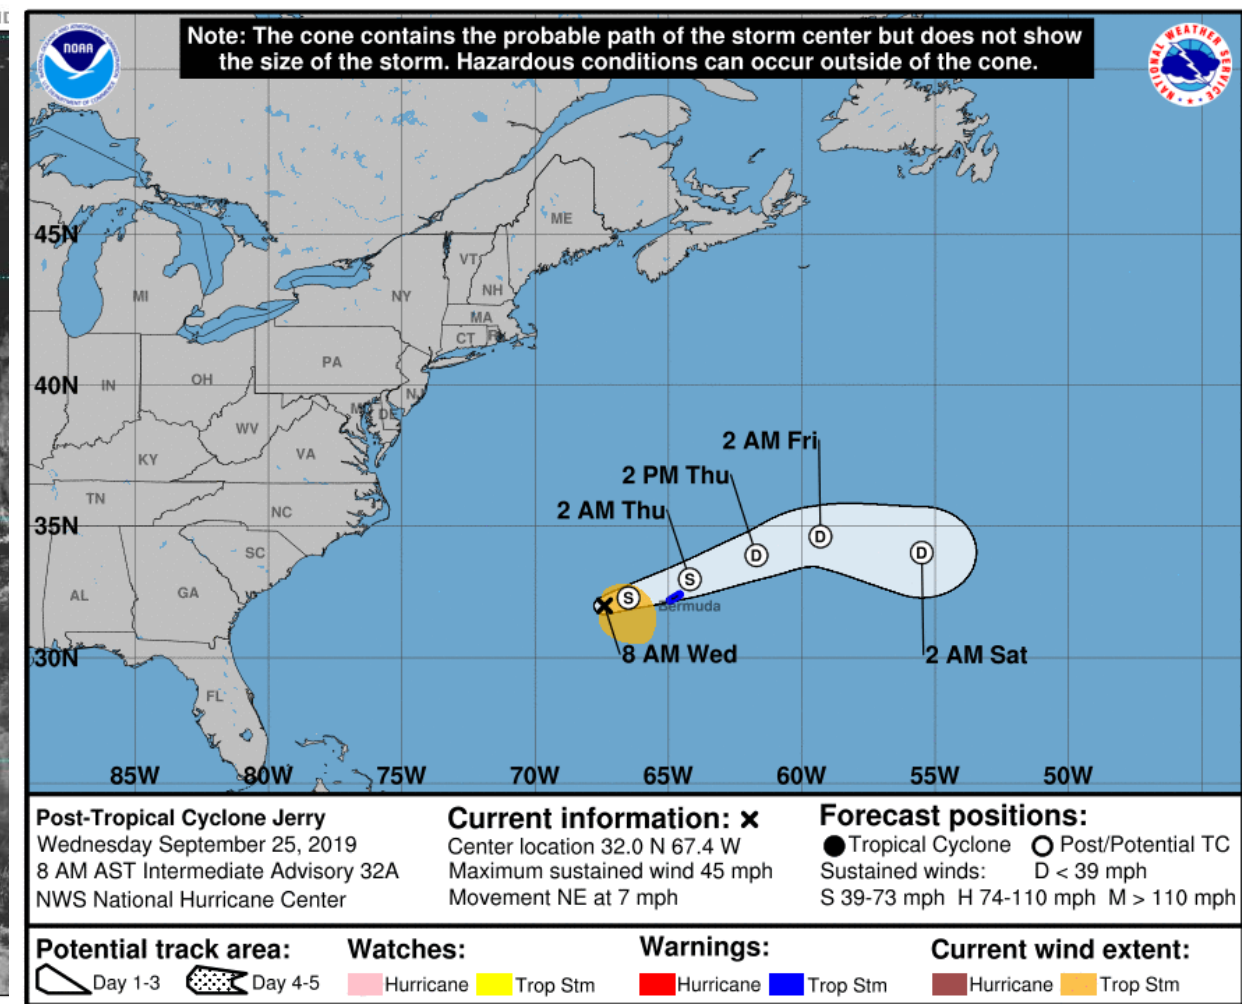 Note: The cone contains the probable path of the storm center but does not show
the size of the storm. Hazardous conditions can occur outside of the cone.
NOAA
NATIONAL WEATHER SERVICE
ME
45N
VT
NH
MI
NY
MA
CT
PA
IN
OH
40N
NJ
DE
WV
2 AM Fri
VA
KY
2 PM Thu
TN
2 AM Thu
NC
35N
D
SC
D
D
S
AL
GA
S
Bermuda
30N
8 AM Wed
2 AM Sat
FL
85W 80W 75W 70W 65W 60W 55W 50W
Post-Tropical Cyclone Jerry
Wednesday September 25, 2019
8 AM AST Intermediate Advisory 32A
NWS National Hurricane Center
Current information: x
Center location 32.0 N 67.4 W
Maximum sustained wind 45 mph
Movement NE at 7 mph
Forecast positions:
Tropical Cyclone Post/Potential TC
Sustained winds: D < 39 mph
S 39-73 mph H 74-110 mph M > 110 mph
Potential track area:
Day 1-3 Day 4-5
Watches:
Hurricane Trop Stm
Warnings:
Hurricane Trop Stm
Current wind extent:
Hurricane Trop Stm